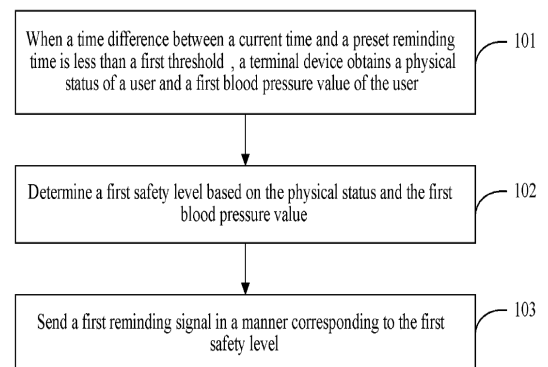 When a time difference between a current time and a preset reminding
time is less than a first threshold , a terminal device obtains a physical
status of a user and a first blood pressure value of the user
101
Determine a first safety level based on the physical status and the first
blood pressure value
102
Send a first reminding signal in a manner corresponding to the first
safety level
103